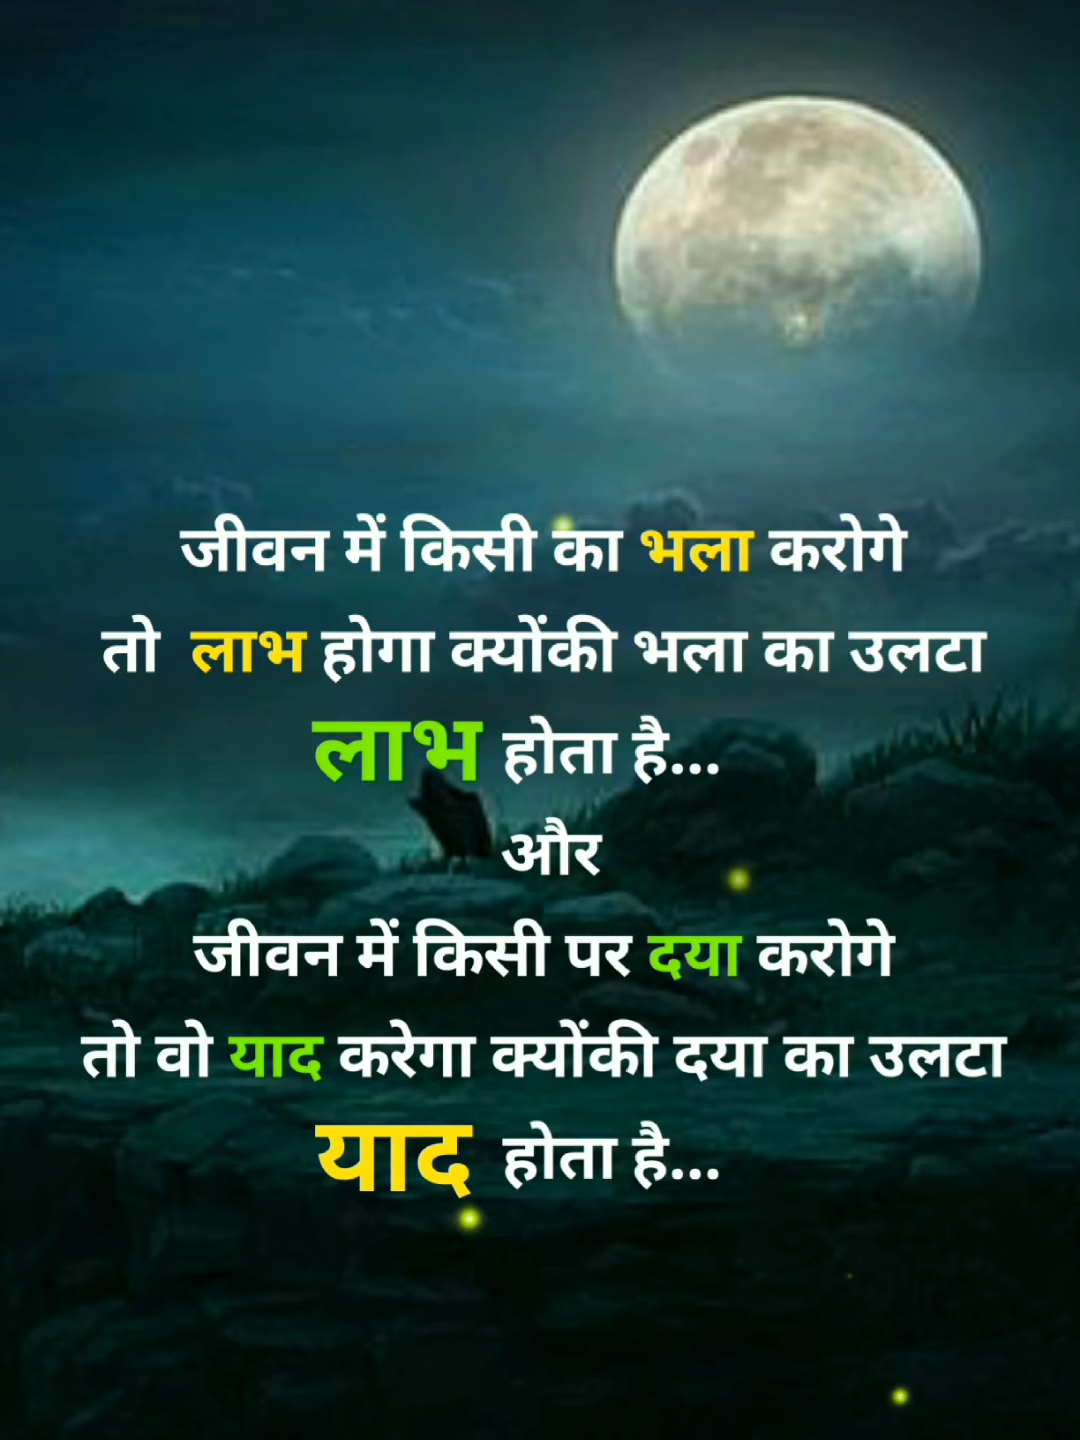 जीवन में किसी का भला करोगे
तो लाभ होगा क्योंकी भला का उलटा
लाभ होता है...
और
जीवन में किसी पर दया करोगे
तो वो याद करेगा क्योंकी दया का उलटा
याद होता है...